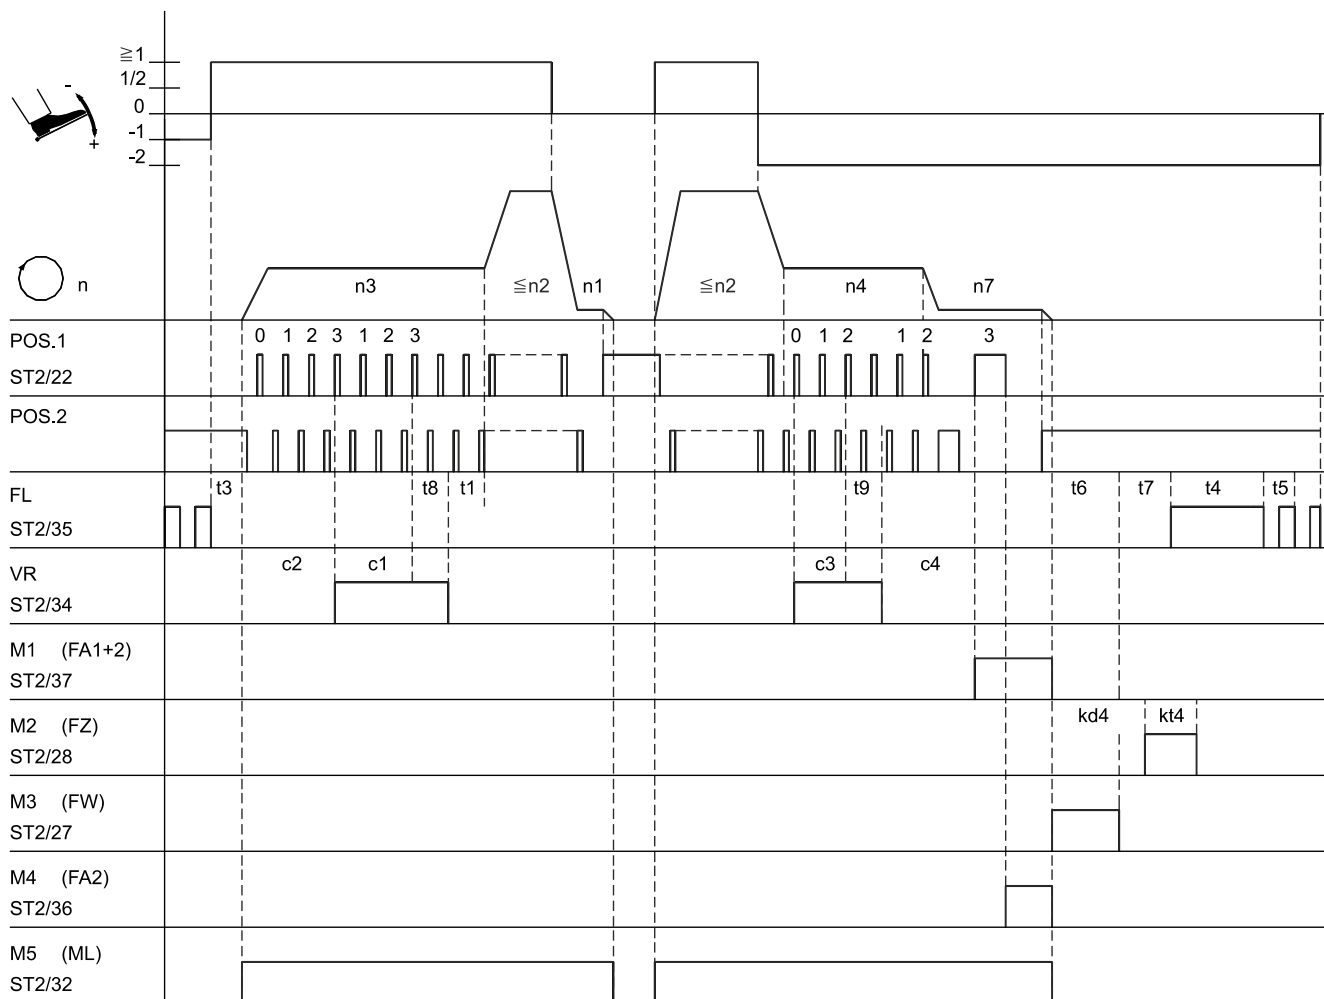 ≧1
1/2
0
-1
-2
-
+
n
n3
≦n2
n1
≦n2
n4
n7
POS.1
0 1 2 3 1 2 3
0 1 2 1 2 3
ST2/22
POS.2
FL
t3 t8 t1 t9 t6 t7 t4 t5
ST2/35
VR
c2 c1 c3 c4
ST2/34
M1 (FA1+2)
ST2/37
M2 (FZ)
kd4 kt4
ST2/28
M3 (FW)
ST2/27
M4 (FA2)
ST2/36
M5 (ML)
ST2/32